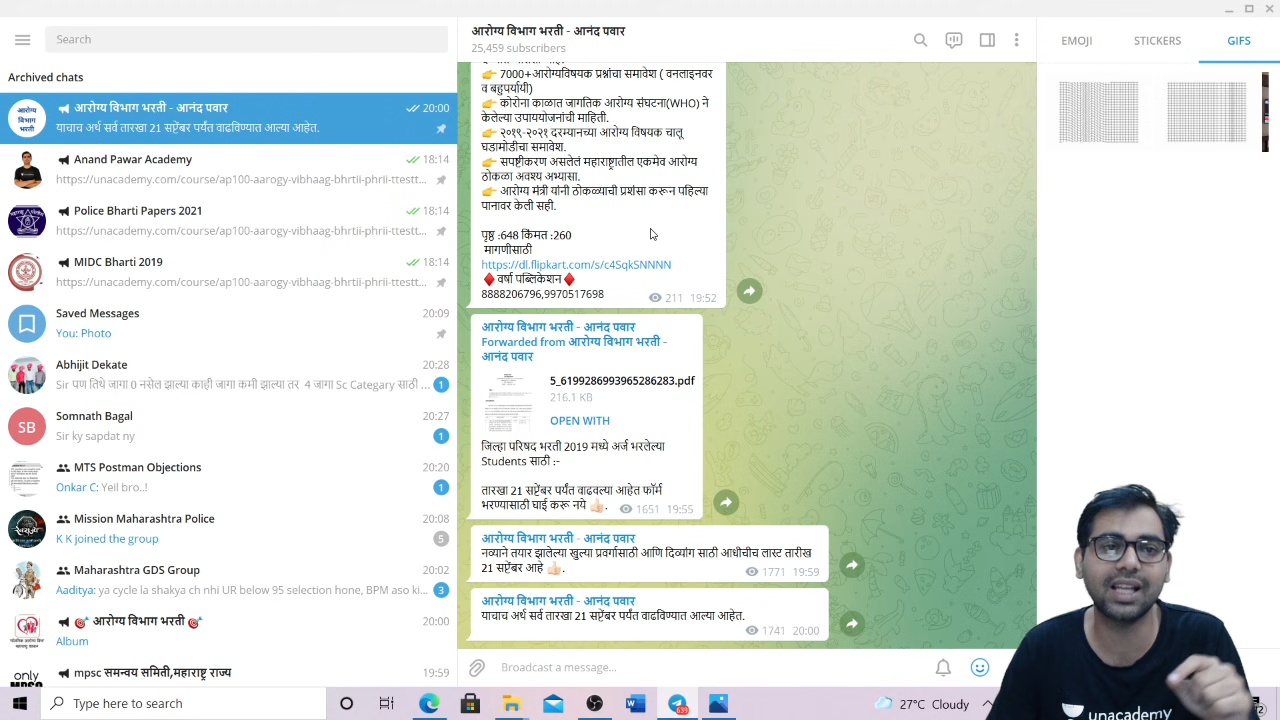 Search
Archived chats
आरोग्य विभाग भरती - आनंद पवार
20:00
याचाच अर्थ सर्व तारखा 21 सप्टेंबर पर्यंत वाढविण्यात आल्या आहेत.
Anand Pawar Academy
18:14
https://unacademy.com/course/ap100-aarogy-vibhaag-bhrtii-phrii-ttestt...
Police Bharti Papers 2021
18:14
https://unacademy.com/course/ap100-aarogy-vibhaag-bhrtii-phrii-ttestt...
MIDC Bharti 2019
18:14
https://unacademy.com/course/ap100-aarogy-vibhaag-bhrtii-phrii-ttestt...
Saved Messages
20:09
You: Photo
Abhijit Dekate
20:28
जागा 0 नसेल झाल्या काही जागा कमी झाल्या तर 4 जागा Sc Categary साठी ...
1
SB
Somnath Bagal
20:27
Sir ky sapdat ny
1
MTS Postman Objection
Onkar C: bro..!
1
Mission Maharashtra Police
20:08
K K joined the group
5
Maharashtra GDS Group
20:02
Aaditya: cycle la shakya ch nhi UR below 95 selection hone, BPM aso ki...
3
आरोग्य विभाग भरती
20:00
Album
only
mpsc समन्वय समिती,महाराष्ट्र राज्य
19:59
आरोग्य विभाग भरती - आनंद पवार
25,459 subscribers
👉 7000+आरोग्यविषयक प्रश्नांचा समावेश ( वनलाइनर
व बहुपर्यायी)
👉 कोरोना काळात जागतिक आरोग्य संघटना(WHO) ने
केलेल्या उपाययोजनांची माहिती.
👉 २०१९-२०२१ दरम्यानच्या आरोग्य विषयक चालू
घडामोडींचा समावेश.
👉 सपष्टीकरण असलेलं महाराष्ट्रातील एकमेव आरोग्य
ठोकळा अवश्य अभ्यासा.
👉 आरोग्य मंत्री यांनी ठोकळ्याची प्रशंसा करून पहिल्या
पानावर केली सही.
पृष्ठ :648 किंमत :260
मागणीसाठी
https://dl.flipkart.com/s/c4SqkSNNNN
♦️ वर्षा पब्लिकेशन♦️
8888206796,9970517698
211 19:52
आरोग्य विभाग भरती - आनंद पवार
Forwarded from आरोग्य विभाग भरती -
आनंद पवार
216.1 KB
OPEN WITH
जिल्हा परिषद भरती 2019 मध्ये अर्ज भरलेल्या
Students साठी -
तारखा 21 सप्टेंबर पर्यंत वाढवल्या आहेत फॉर्म
भरण्यासाठी घाई करू नये 👍🏻.
1651 19:55
आरोग्य विभाग भरती - आनंद पवार
नव्याने तयार झालेल्या खुल्या प्रवर्गासाठी आणि दिव्यांग साठी आधीचीच लास्ट तारीख
21 सप्टेंबर आहे 👍🏻.
1771 19:59
आरोग्य विभाग भरती - आनंद पवार
याचाच अर्थ सर्व तारखा 21 सप्टेंबर पर्यंत वाढविण्यात आल्या आहेत.
1741 20:00
Broadcast a message...
EMOJI
STICKERS
GIFS
unacademy
Type here to search
27°C Cloudy